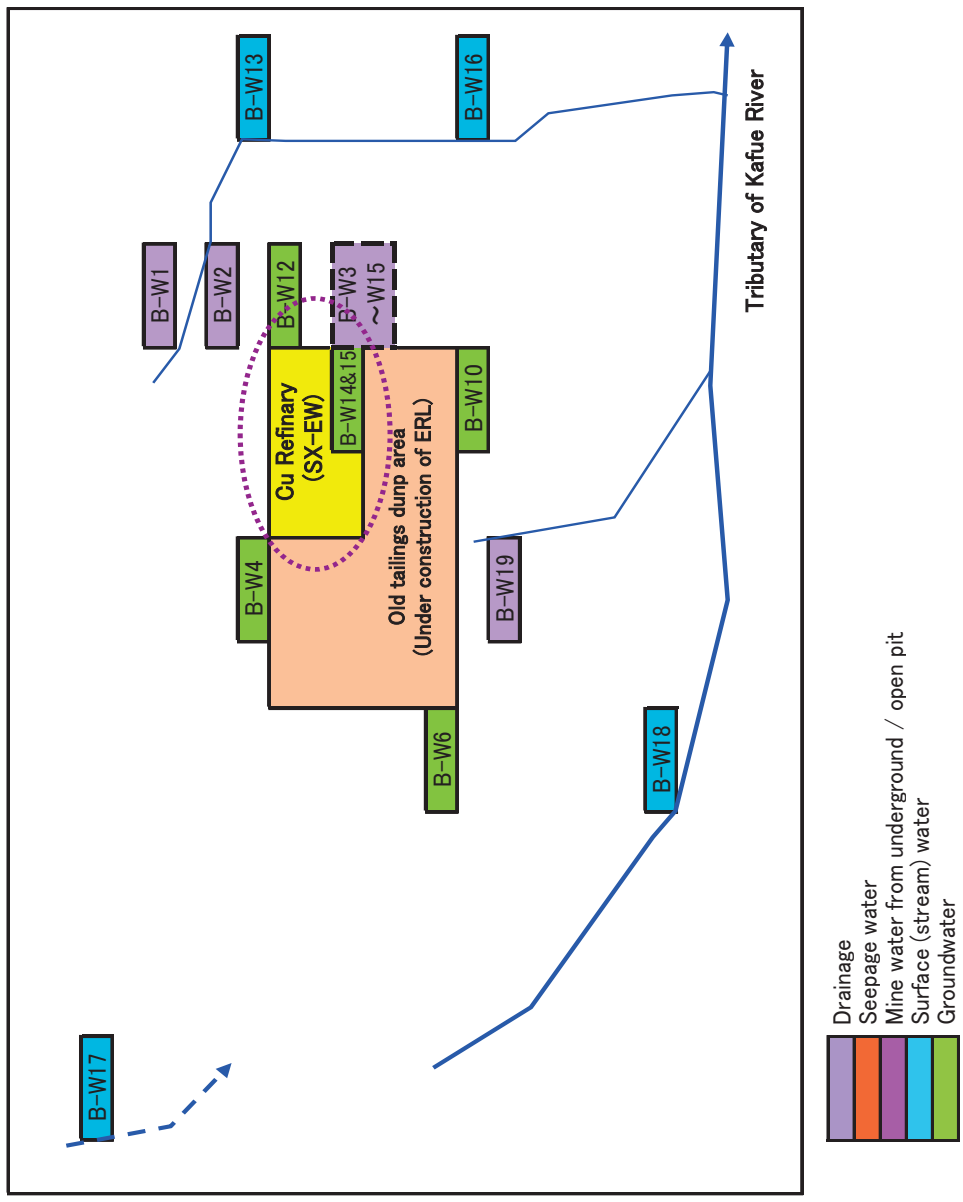 B-W17
B-W18
B-W6
B-W4
B-W19
Cu Refinary
(SX-EW)
B-W14&15
Old tailings dunp area
(Under construction of ERL)
B-W10
B-W1
B-W2
B-W12
B-W3
~W15
B-W13
B-W16
Tributary of Kafue River
Drainage
Seepage water
Mine water from underground / open pit
Surface (stream) water
Groundwater